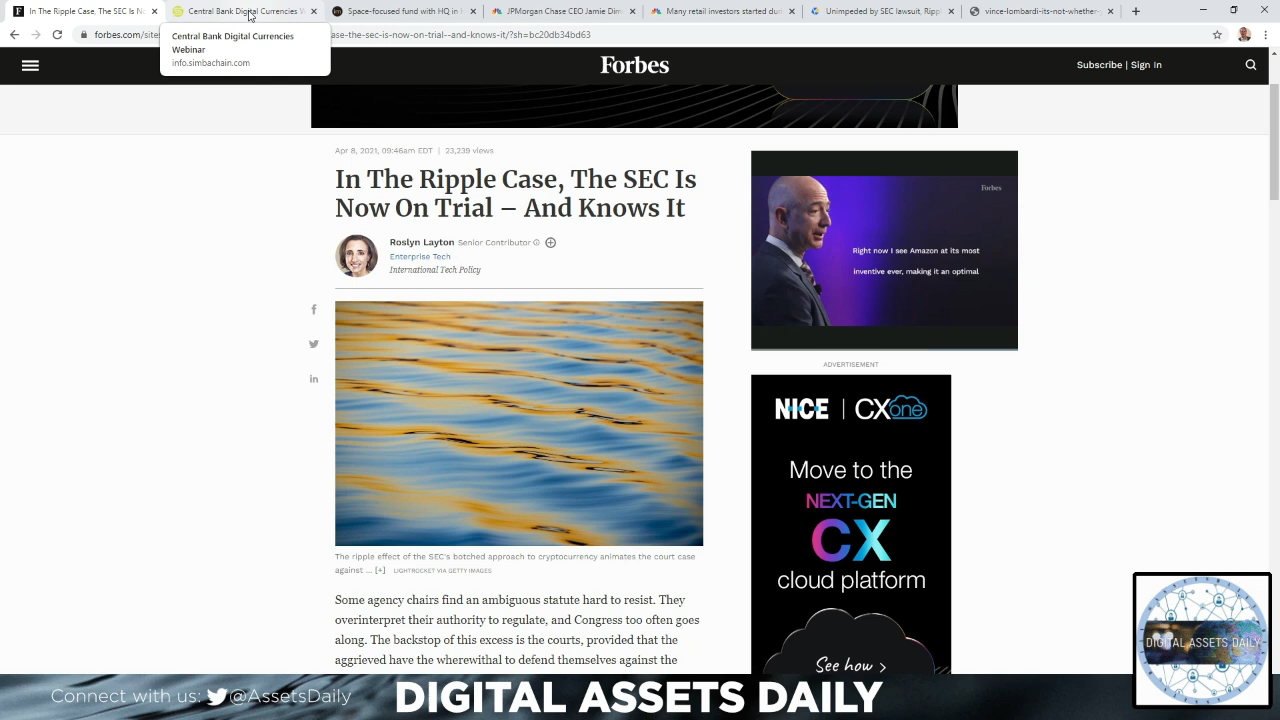 In The Ripple Case, The SEC Is N
Central Bank Digital Currencies W
Space-focused fund with HQ in
JPMorgan Chase CEO Jamie Dim
Many retail investors would 'defi
Unimpeded by SEC lawsuit, Ripp
vince-lombardi-its-not-whether-
forbes.com/site
se-the-sec-is-now-on-trial--and-knows-it/?sh=bc20db34bd63
Central Bank Digital Currencies
Webinar
info.simbachain.com
Forbes
Subscribe | Sign In
Apr 8, 2021, 09:46am EDT | 23,239 views
In The Ripple Case, The SEC Is
Now On Trial – And Knows It
Roslyn Layton Senior Contributor
Enterprise Tech
International Tech Policy
Forbes
Right now I see Amazon at its most
inventive ever, making it an optimal
ADVERTISEMENT
NICE | CXone
Move to the
NEXT-GEN
CX
cloud platform
See how >
The ripple effect of the SEC's botched approach to cryptocurrency animates the court case
against ... [+] LIGHTROCKET VIA GETTY IMAGES
Some agency chairs find an ambiguous statute hard to resist. They
overinterpret their authority to regulate, and Congress too often goes
along. The backstop of this excess is the courts, provided that the
aggrieved have the wherewithal to defend themselves against the
DIGITAL ASSETS DAILY
Connect with us: @AssetsDaily
DIGITAL ASSETS DAILY